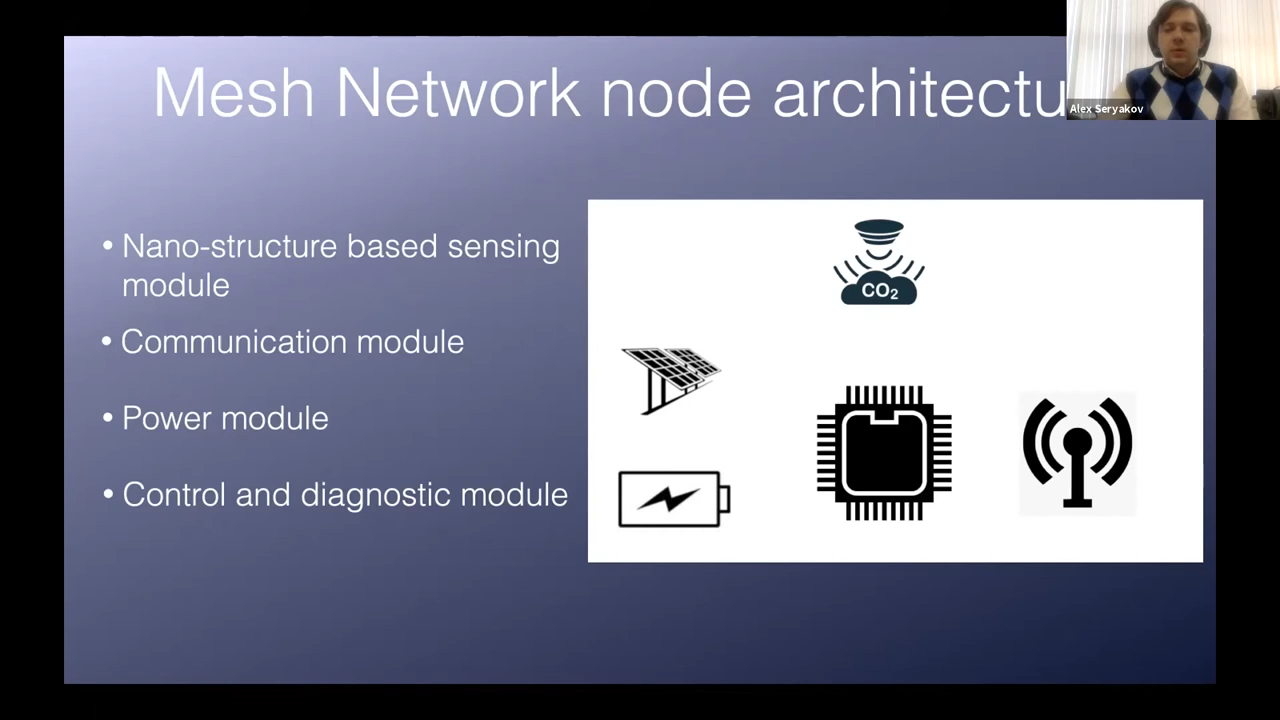 Mesh Network node architectu
Alex Seryakov
• Nano-structure based sensing
module
• Communication module
• Power module
• Control and diagnostic module
CO₂